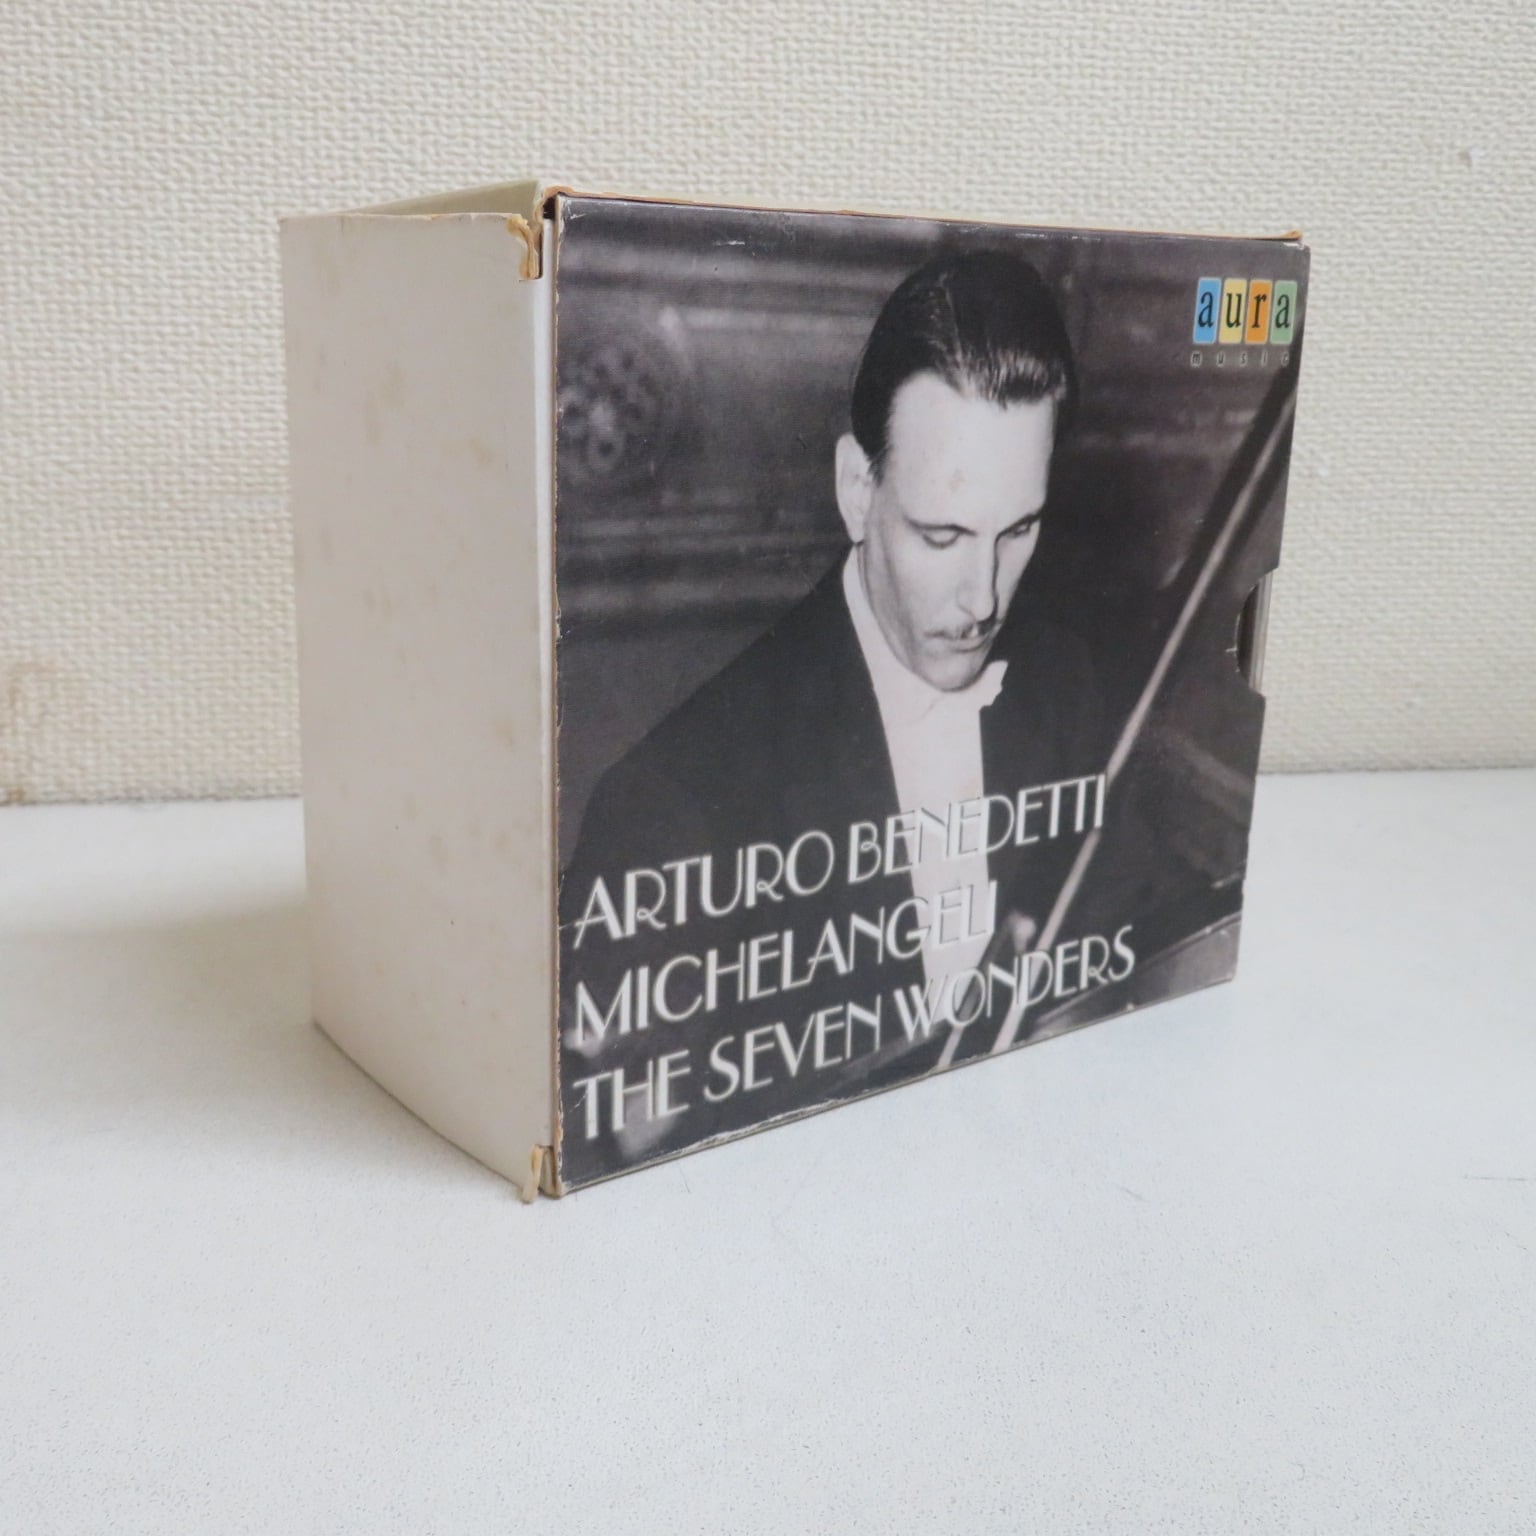 aura
music
ARTURO BENEDETTI
MICHELANGELI
THE SEVEN WONDERS